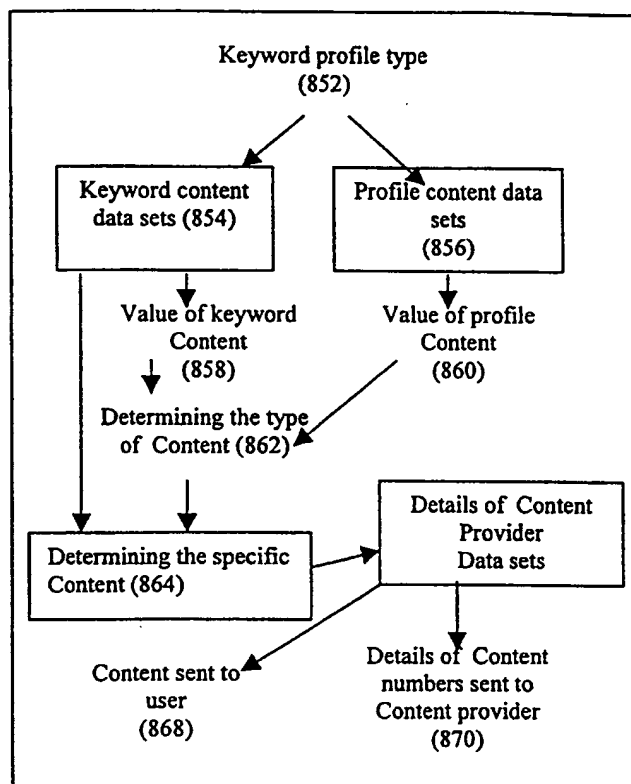 Keyword profile type
(852)
Keyword content
data sets (854)
Profile content data
sets
(856)
Value of keyword
Content
(858)
Value of profile
Content
(860)
Determining the type
of Content (862)
Determining the specific
Content (864)
Details of Content
Provider
Data sets
Content sent to
user
(868)
Details of Content
numbers sent to
Content provider
(870)